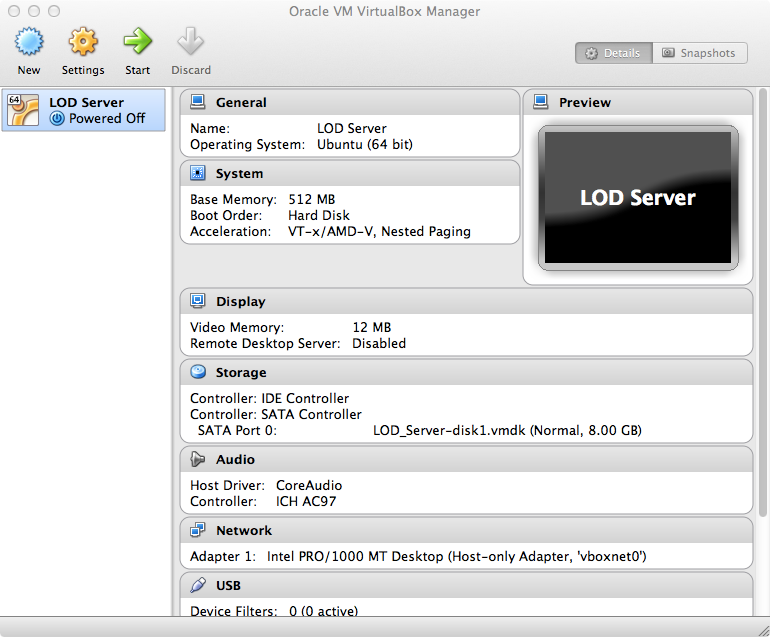 Oracle VM VirtualBox Manager
New Settings Start Discard
Details Snapshots
64
LOD Server
Powered Off
General
Name: LOD Server
Operating System: Ubuntu (64 bit)
System
Base Memory: 512 MB
Boot Order: Hard Disk
Acceleration: VT-x/AMD-V, Nested Paging
Preview
LOD Server
Display
Video Memory: 12 MB
Remote Desktop Server: Disabled
Storage
Controller: IDE Controller
Controller: SATA Controller
SATA Port 0: LOD_Server-disk1.vmdk (Normal, 8.00 GB)
Audio
Host Driver: CoreAudio
Controller: ICH AC97
Network
Adapter 1: Intel PRO/1000 MT Desktop (Host-only Adapter, 'vboxnet0')
USB
Device Filters: 0 (0 active)